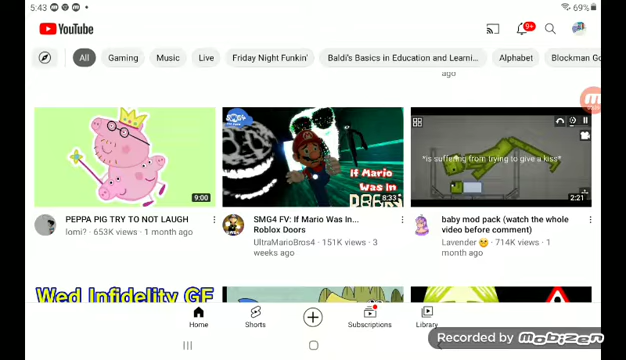 5:43
69%
YouTube
9+
All
Gaming
Music
Live
Friday Night Funkin'
Baldi's Basics in Education and Learni...
Alphabet
Blockman Go
ago
SMG4
*is suffering from trying to give a kiss*
If Mario
Was In
9:00
8:33
2:21
PEPPA PIG TRY TO NOT LAUGH
lomi? · 653K views · 1 month ago
SMG4 FV: If Mario Was In...
Roblox Doors
UltraMarioBros4 · 151K views · 3
weeks ago
baby mod pack (watch the whole
video before comment)
Lavender · 714K views · 1
month ago
Wed Infidelity GF
Home
Shorts
Subscriptions
Library
Recorded by Mobizen